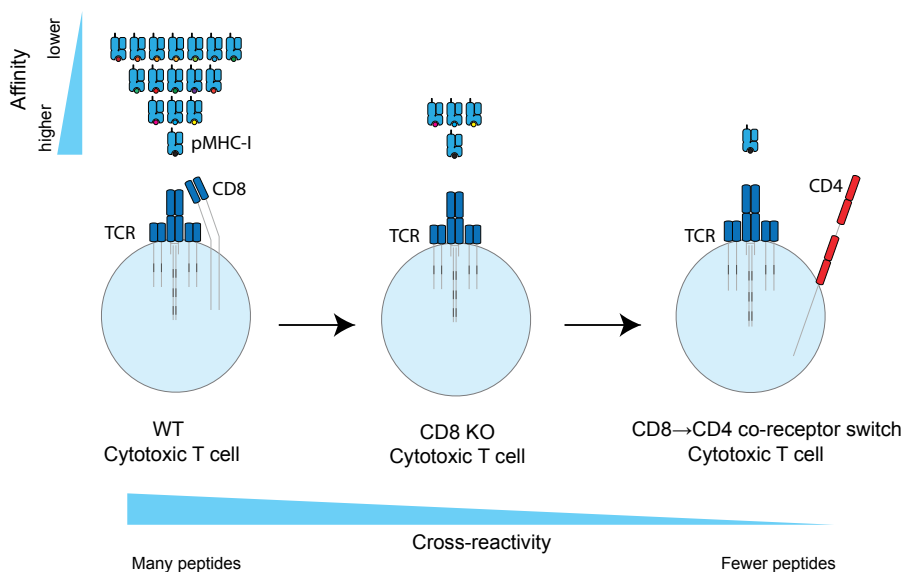 Affinity
lower
higher
pMHC-I
CD8
TCR
TCR
TCR
CD4
WT
Cytotoxic T cell
CD8 KO
Cytotoxic T cell
CD8→CD4 co-receptor switch
Cytotoxic T cell
Cross-reactivity
Many peptides
Fewer peptides